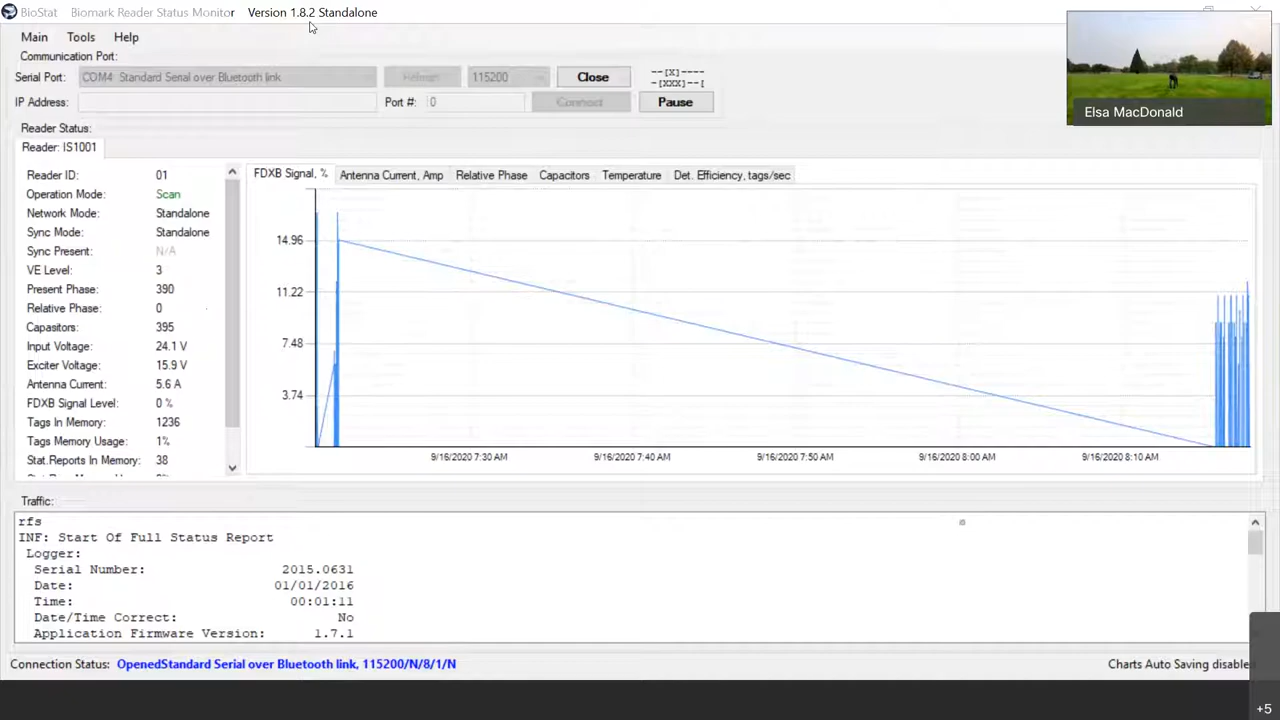 BioStat Biomark Reader Status Monitor Version 1.8.2 Standalone
Main Tools Help
Communication Port:
Serial Port: COM4 Standard Serial over Bluetooth link 115200 Close --[X]----
-[XXX]--[
IP Address: Port #: 0 Connect Pause
Elsa MacDonald
Reader Status:
Reader: IS1001
Reader ID: 01
Operation Mode: Scan
Network Mode: Standalone
Sync Mode: Standalone
Sync Present: N/A
VE Level: 3
Present Phase: 390
Relative Phase: 0
Capasitors: 395
Input Voltage: 24.1 V
Exciter Voltage: 15.9 V
Antenna Current: 5.6 A
FDXB Signal Level: 0 %
Tags In Memory: 1236
Tags Memory Usage: 1%
Stat.Reports In Memory: 38
FDXB Signal, % Antenna Current, Amp Relative Phase Capacitors Temperature Det. Efficiency, tags/sec
14.96
11.22
7.48
3.74
9/16/2020 7:30 AM 9/16/2020 7:40 AM 9/16/2020 7:50 AM 9/16/2020 8:00 AM 9/16/2020 8:10 AM
Traffic:
rfs
INF: Start Of Full Status Report
Logger:
Serial Number: 2015.0631
Date: 01/01/2016
Time: 00:01:11
Date/Time Correct: No
Application Firmware Version: 1.7.1
Connection Status: OpenedStandard Serial over Bluetooth link, 115200/N/8/1/N Charts Auto Saving disabled
+5